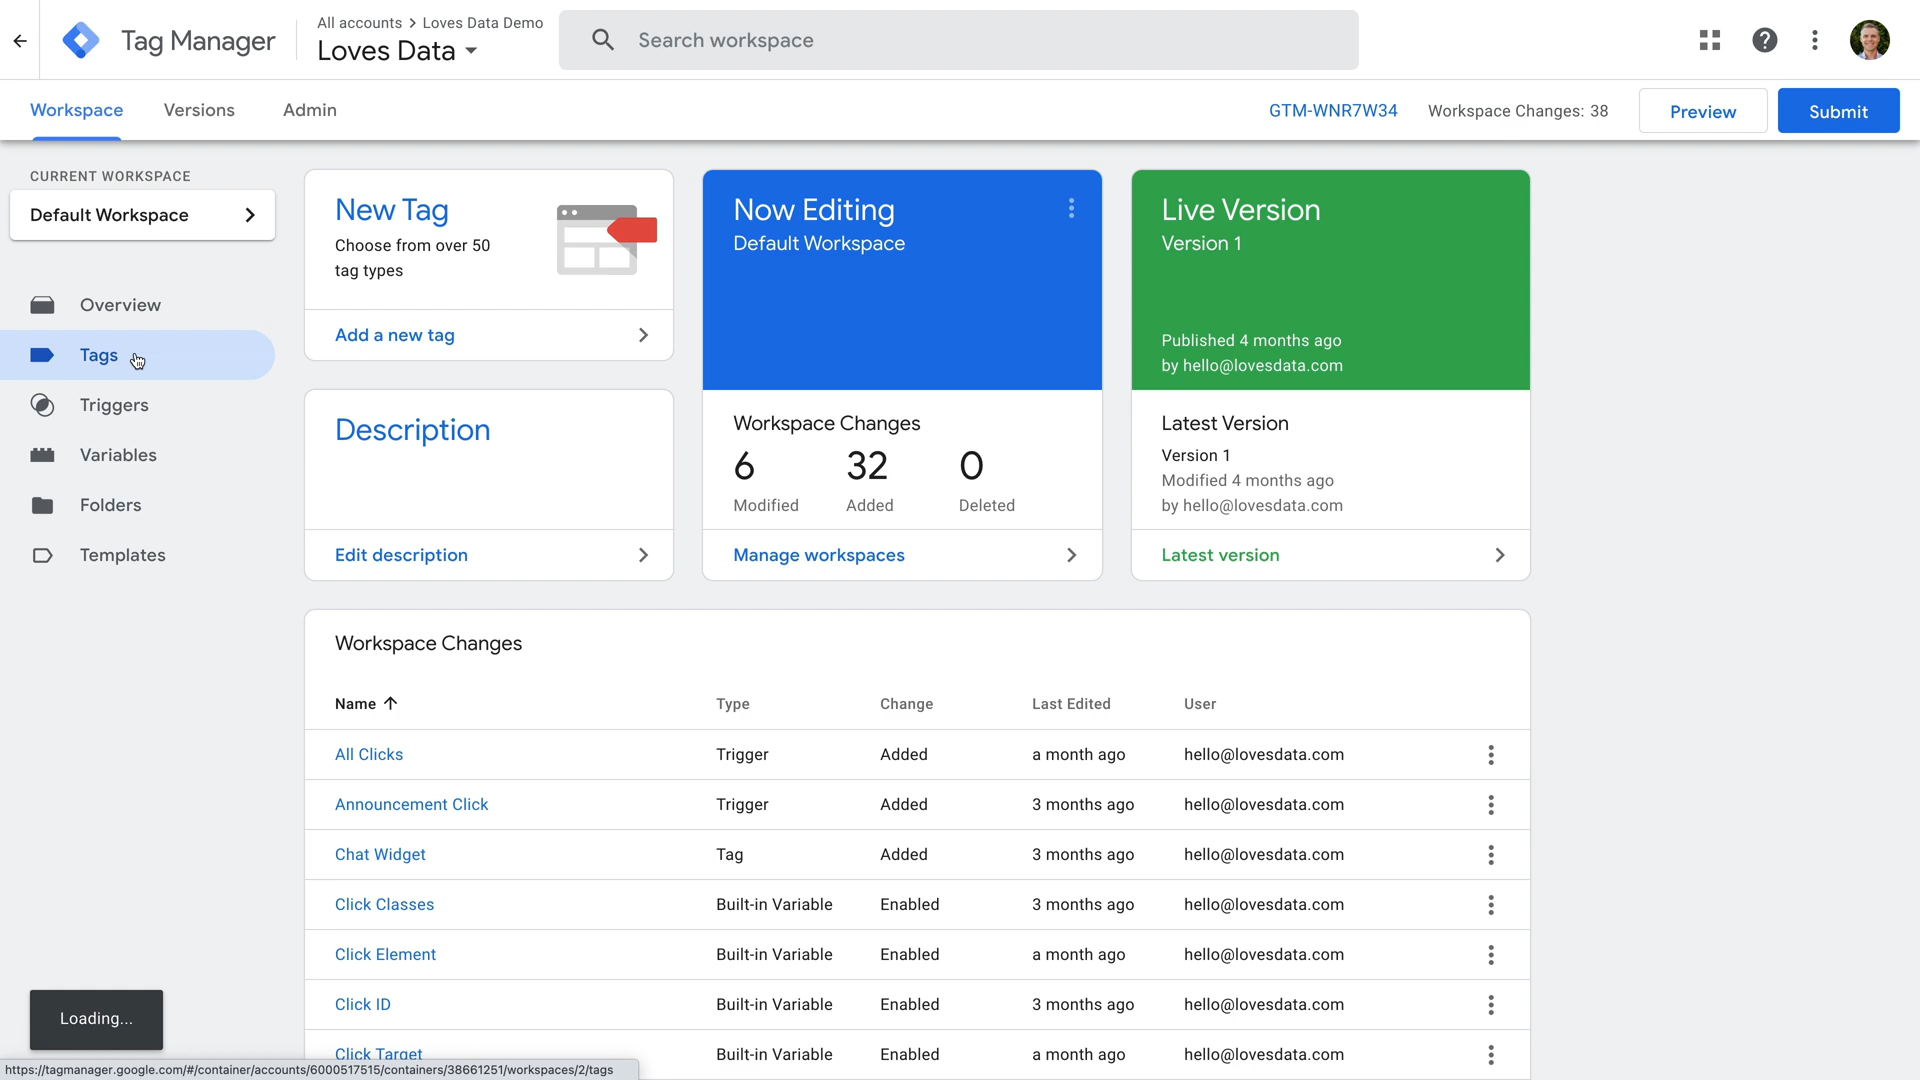 Tag Manager
All accounts > Loves Data Demo
Loves Data
Search workspace
Workspace
Versions
Admin
GTM-WNR7W34
Workspace Changes: 38
Preview
Submit
CURRENT WORKSPACE
Default Workspace
Overview
Tags
Triggers
Variables
Folders
Templates
New Tag
Choose from over 50
tag types
Add a new tag
Description
Edit description
Now Editing
Default Workspace
Workspace Changes
6 32 0
Modified Added Deleted
Manage workspaces
Live Version
Version 1
Published 4 months ago
by hello@lovesdata.com
Latest Version
Version 1
Modified 4 months ago
by hello@lovesdata.com
Latest version
Workspace Changes
Name Type Change Last Edited User
All Clicks Trigger Added a month ago hello@lovesdata.com
Announcement Click Trigger Added 3 months ago hello@lovesdata.com
Chat Widget Tag Added 3 months ago hello@lovesdata.com
Click Classes Built-in Variable Enabled 3 months ago hello@lovesdata.com
Click Element Built-in Variable Enabled a month ago hello@lovesdata.com
Click ID Built-in Variable Enabled 3 months ago hello@lovesdata.com
Click Target Built-in Variable Enabled a month ago hello@lovesdata.com
Loading...
https://tagmanager.google.com/#/container/accounts/6000517515/containers/38661251/workspaces/2/tags